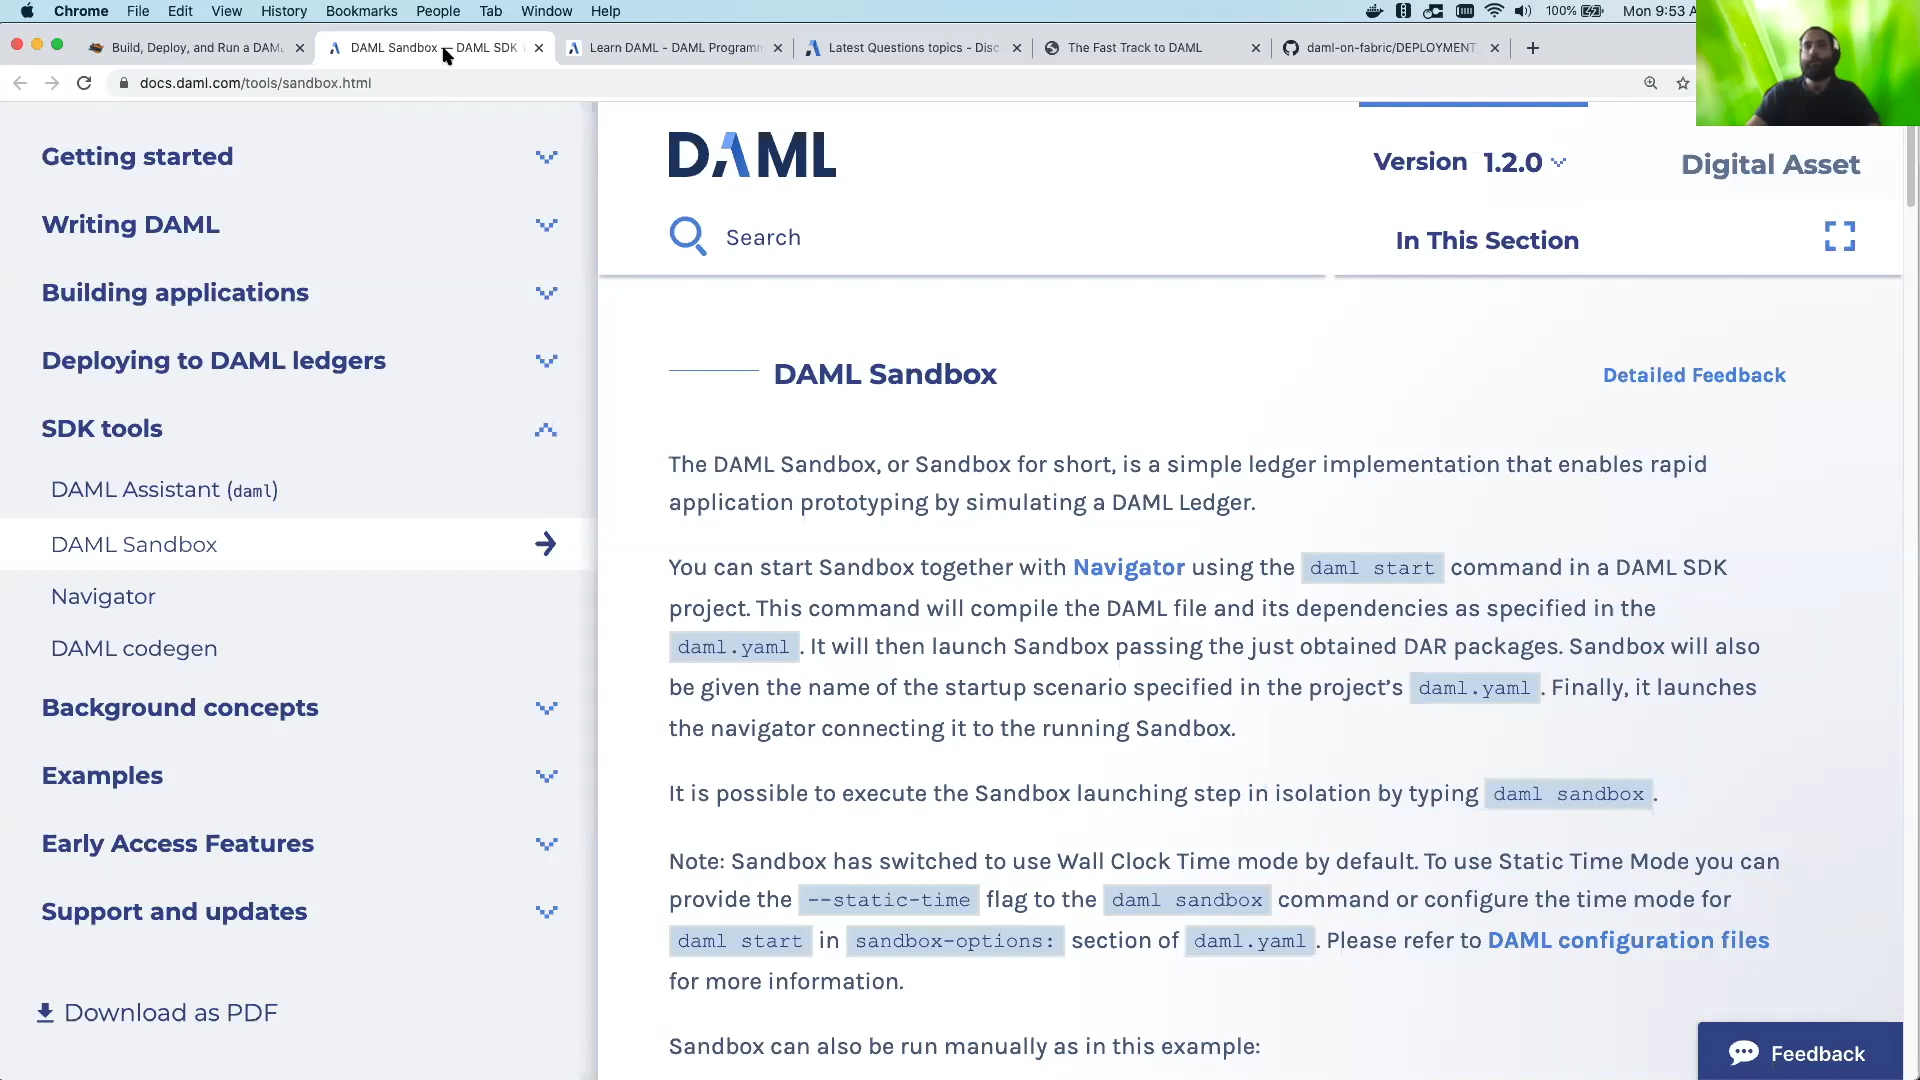 Chrome File Edit View History Bookmarks People Tab Window Help 100% Mon 9:53 A
Build, Deploy, and Run a DAM
DAML Sandbox — DAML SDK
Learn DAML - DAML Programm
Latest Questions topics - Disc
The Fast Track to DAML
daml-on-fabric/DEPLOYMENT
docs.daml.com/tools/sandbox.html
Getting started
Writing DAML
Building applications
Deploying to DAML ledgers
SDK tools
DAML Assistant (daml)
DAML Sandbox
Navigator
DAML codegen
Background concepts
Examples
Early Access Features
Support and updates
Download as PDF
DAML
Version 1.2.0
Digital Asset
Search
In This Section
DAML Sandbox
Detailed Feedback
The DAML Sandbox, or Sandbox for short, is a simple ledger implementation that enables rapid
application prototyping by simulating a DAML Ledger.
You can start Sandbox together with Navigator using the daml start command in a DAML SDK
project. This command will compile the DAML file and its dependencies as specified in the
daml.yaml. It will then launch Sandbox passing the just obtained DAR packages. Sandbox will also
be given the name of the startup scenario specified in the project’s daml.yaml. Finally, it launches
the navigator connecting it to the running Sandbox.
It is possible to execute the Sandbox launching step in isolation by typing daml sandbox.
Note: Sandbox has switched to use Wall Clock Time mode by default. To use Static Time Mode you can
provide the --static-time flag to the daml sandbox command or configure the time mode for
daml start in sandbox-options: section of daml.yaml. Please refer to DAML configuration files
for more information.
Sandbox can also be run manually as in this example:
Feedback